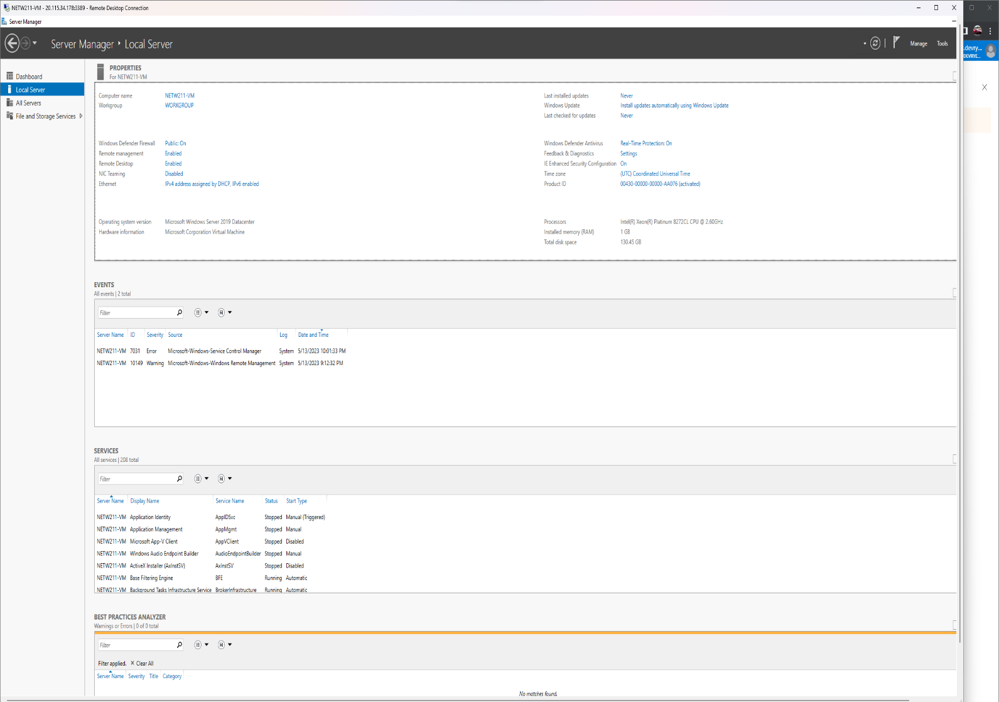 NETW211-VM - 20.115.34.178:3389 - Remote Desktop Connection
Server Manager
Server Manager ‣ Local Server
Manage Tools
.devry...
DEVRYE...
Dashboard
Local Server
All Servers
File and Storage Services
PROPERTIES
For NETW211-VM
Computer name NETW211-VM Last installed updates Never
Workgroup WORKGROUP Windows Update Install updates automatically using Windows Update
Last checked for updates Never
Windows Defender Firewall Public: On Windows Defender Antivirus Real-Time Protection: On
Remote management Enabled Feedback & Diagnostics Settings
Remote Desktop Enabled IE Enhanced Security Configuration On
NIC Teaming Disabled Time zone (UTC) Coordinated Universal Time
Ethernet IPv4 address assigned by DHCP, IPv6 enabled Product ID 00430-00000-00000-AA076 (activated)
Operating system version Microsoft Windows Server 2019 Datacenter Processors Intel(R) Xeon(R) Platinum 8272CL CPU @ 2.60GHz
Hardware information Microsoft Corporation Virtual Machine Installed memory (RAM) 1 GB
Total disk space 130.45 GB
EVENTS
All events | 2 total
Filter
Server Name ID Severity Source Log Date and Time
NETW211-VM 7031 Error Microsoft-Windows-Service Control Manager System 5/13/2023 10:01:33 PM
NETW211-VM 10149 Warning Microsoft-Windows-Windows Remote Management System 5/13/2023 9:12:32 PM
SERVICES
All services | 208 total
Filter
Server Name Display Name Service Name Status Start Type
NETW211-VM Application Identity AppIDSvc Stopped Manual (Triggered)
NETW211-VM Application Management AppMgmt Stopped Manual
NETW211-VM Microsoft App-V Client AppVClient Stopped Disabled
NETW211-VM Windows Audio Endpoint Builder AudioEndpointBuilder Stopped Manual
NETW211-VM ActiveX Installer (AxInstSV) AxInstSV Stopped Disabled
NETW211-VM Base Filtering Engine BFE Running Automatic
NETW211-VM Background Tasks Infrastructure Service BrokerInfrastructure Running Automatic
BEST PRACTICES ANALYZER
Warnings or Errors | 0 of 0 total
Filter
Filter applied. × Clear All
Server Name Severity Title Category
No matches found.